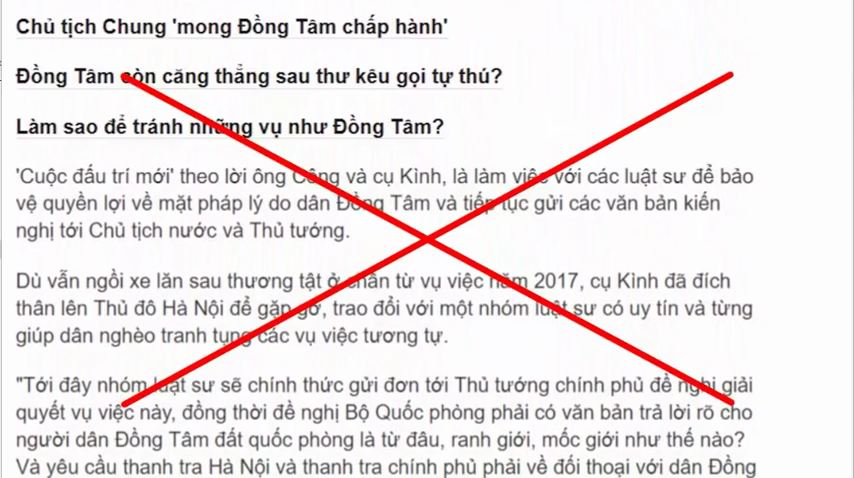 Chủ tịch Chung 'mong Đồng Tâm chấp hành'
Đồng Tâm còn căng thẳng sau thư kêu gọi tự thú?
Làm sao để tránh những vụ như Đồng Tâm?
'Cuộc đấu trí mới' theo lời ông Công và cụ Kình, là làm việc với các luật sư để bảo
vệ quyền lợi về mặt pháp lý do dân Đồng Tâm và tiếp tục gửi các văn bản kiến
nghị tới Chủ tịch nước và Thủ tướng.
Dù vẫn ngồi xe lăn sau thương tật ở chân từ vụ việc năm 2017, cụ Kình đã đích
thân lên Thủ đô Hà Nội để gặp gỡ, trao đổi với một nhóm luật sư có uy tín và từng
giúp dân nghèo tranh tụng các vụ việc tương tự.
"Tới đây nhóm luật sư sẽ chính thức gửi đơn tới Thủ tướng chính phủ đề nghị giải
quyết vụ việc này, đồng thời đề nghị Bộ Quốc phòng phải có văn bản trả lời rõ cho
người dân Đồng Tâm đất quốc phòng là từ đâu, ranh giới, mốc giới như thế nào?
Và yêu cầu thanh tra Hà Nội và thanh tra chính phủ phải về đối thoại với dân Đồng